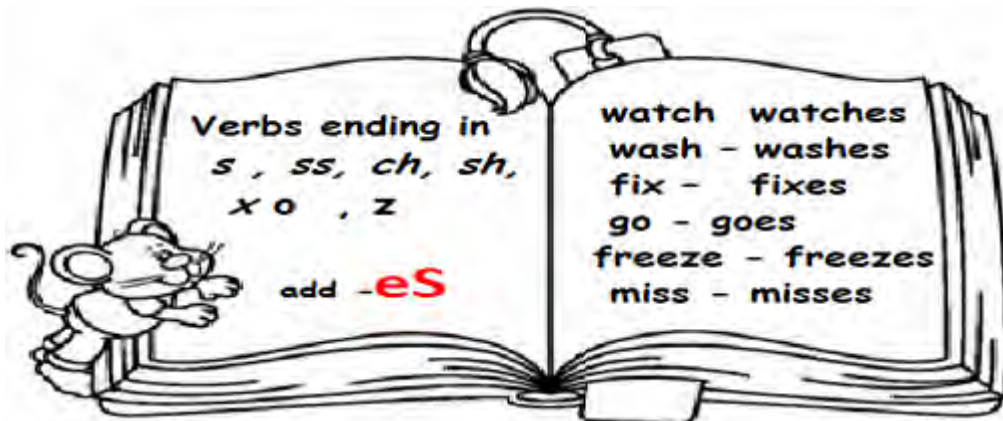 Verbs ending in
s , ss, ch, sh,
x o , z
add -eS
watch watches
wash - washes
fix - fixes
go - goes
freeze - freezes
miss - misses